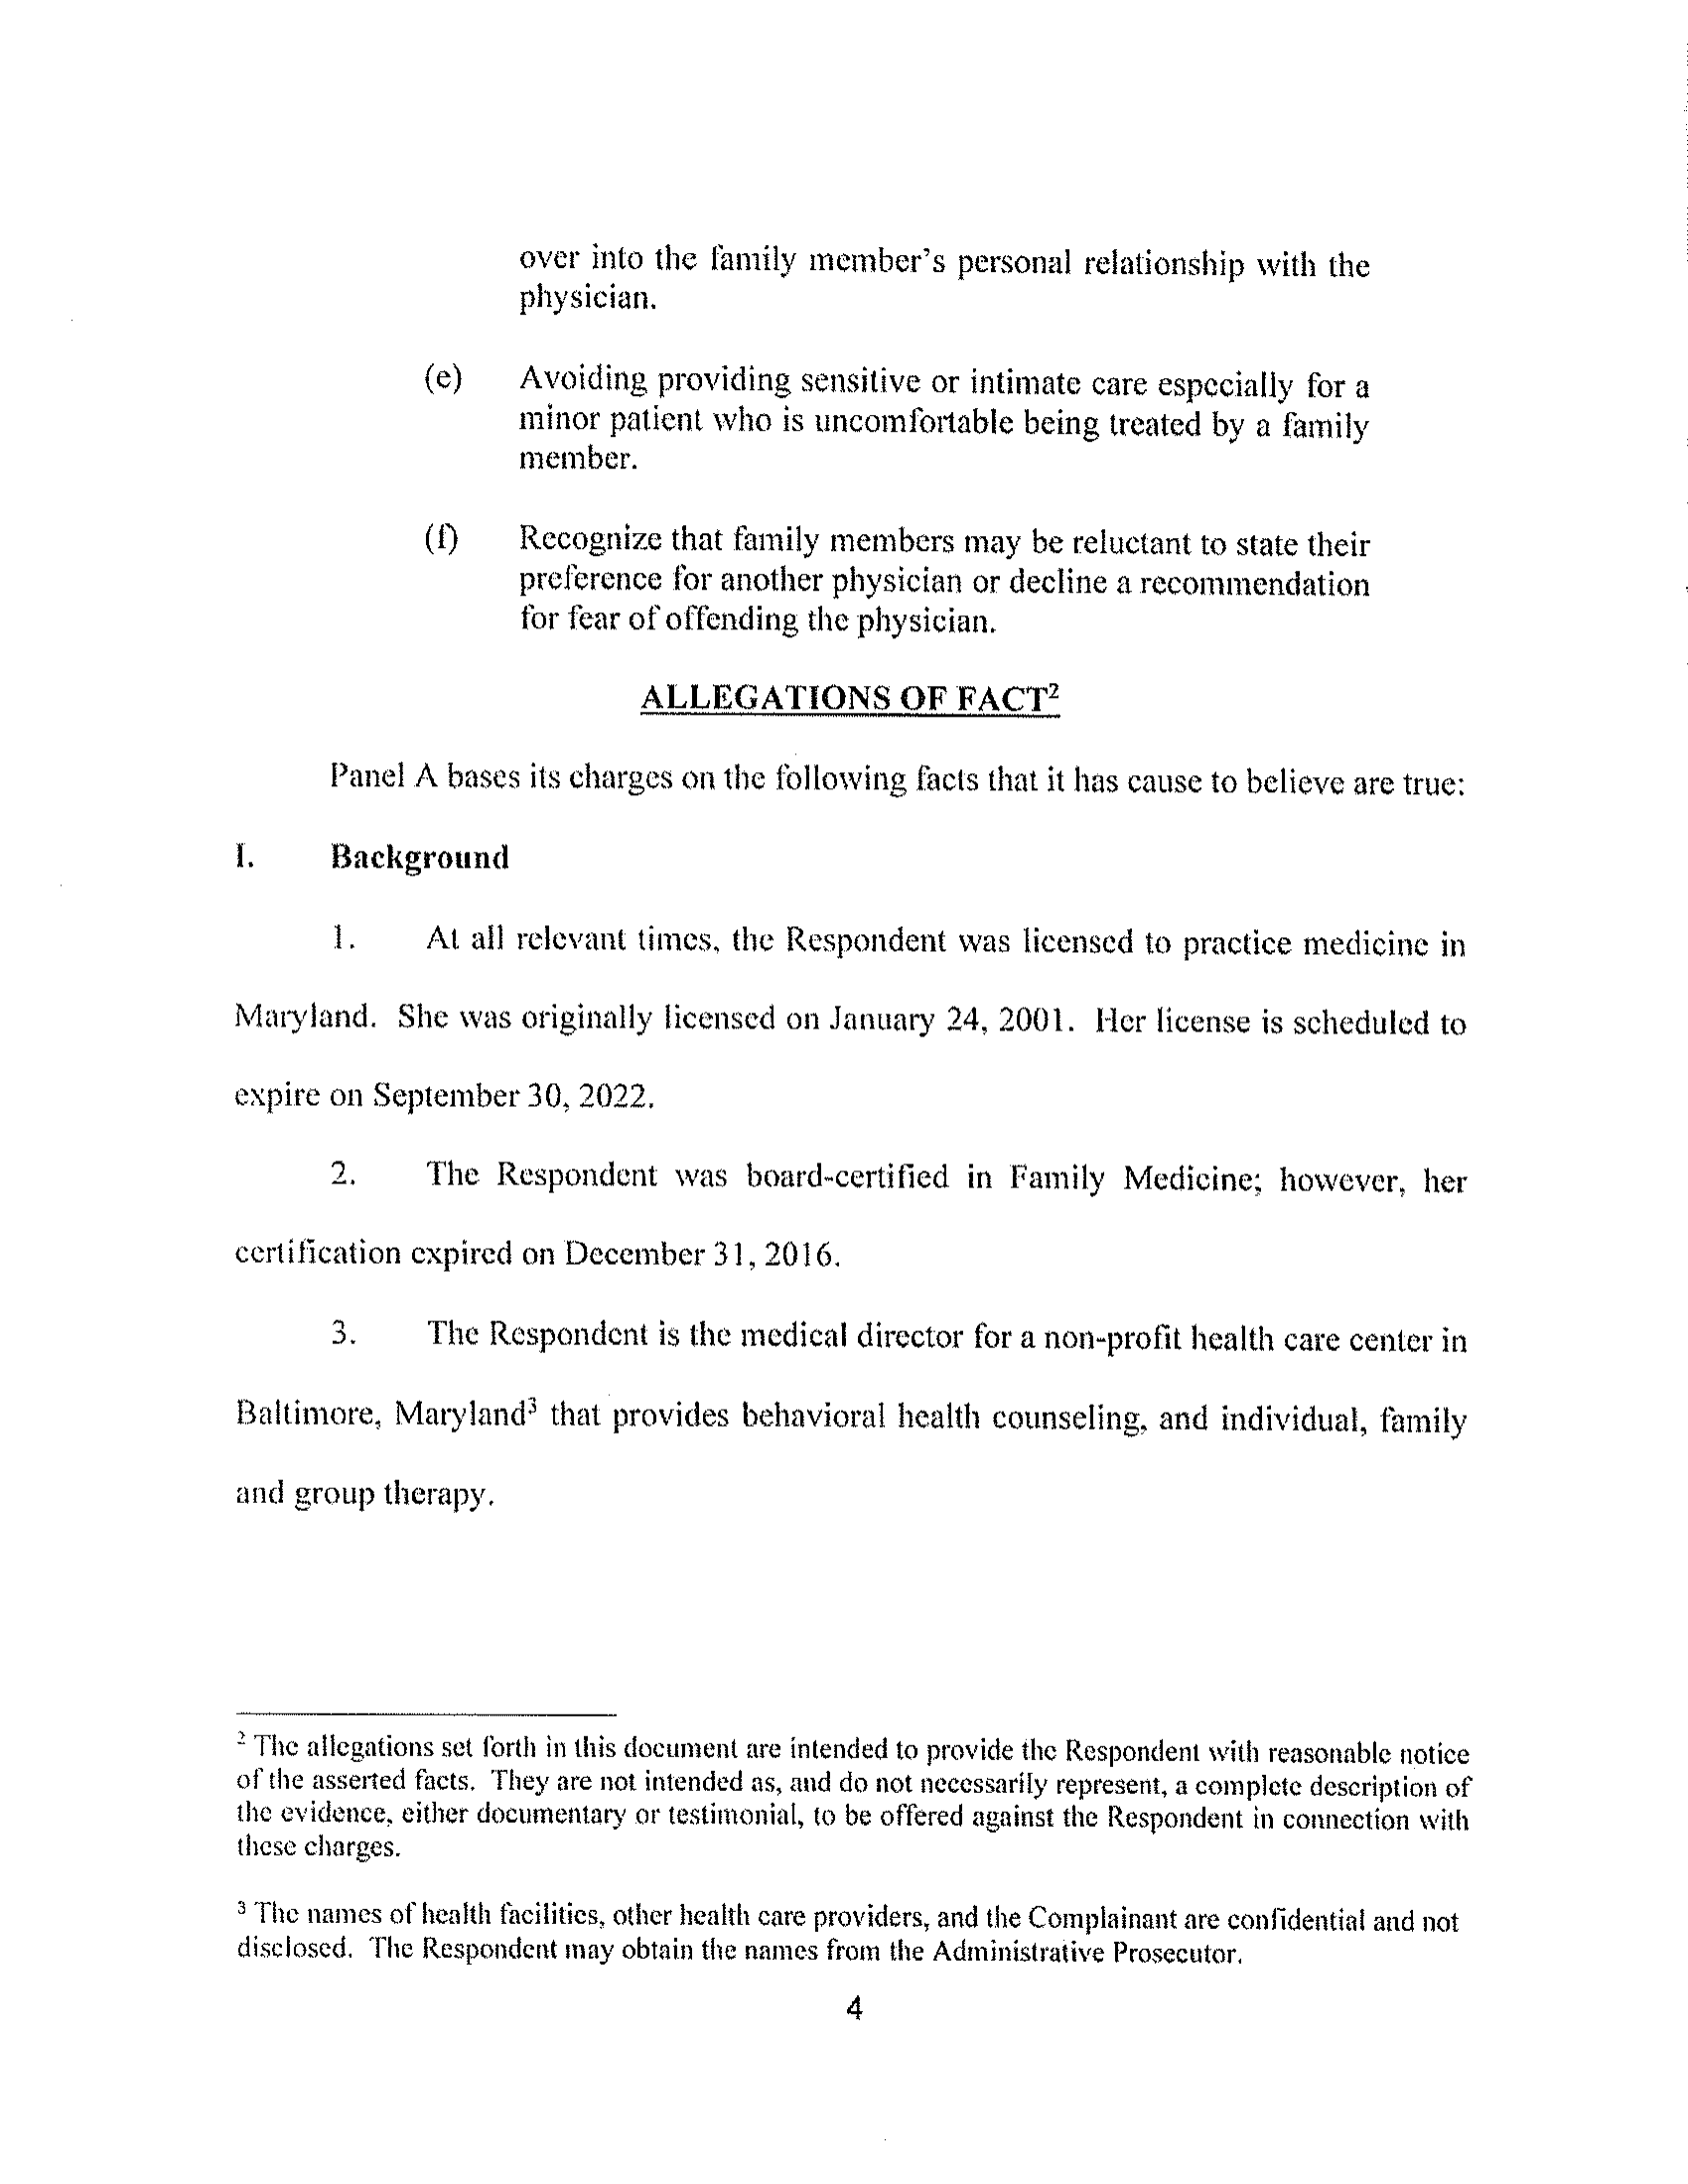 over into the family member's personal relationship with the
physician.
(e) Avoiding providing sensitive or intimate care especially for a
minor patient who is uncomfortable being treated by a family
member.
(f) Recognize that family members may be reluctant to state their
preference for another physician or decline a recommendation
for fear of offending the physician.
ALLEGATIONS OF FACT²
Panel A bases its charges on the following facts that it has cause to believe are true:
I. Background
1. At all relevant times, the Respondent was licensed to practice medicine in
Maryland. She was originally licensed on January 24, 2001. Her license is scheduled to
expire on September 30, 2022.
2. The Respondent was board-certified in Family Medicine; however, her
certification expired on December 31, 2016.
3. The Respondent is the medical director for a non-profit health care center in
Baltimore, Maryland³ that provides behavioral health counseling, and individual, family
and group therapy.
² The allegations set forth in this document are intended to provide the Respondent with reasonable notice
of the asserted facts. They are not intended as, and do not necessarily represent, a complete description of
the evidence, either documentary or testimonial, to be offered against the Respondent in connection with
these charges.
³ The names of health facilities, other health care providers, and the Complainant are confidential and not
disclosed. The Respondent may obtain the names from the Administrative Prosecutor.
4